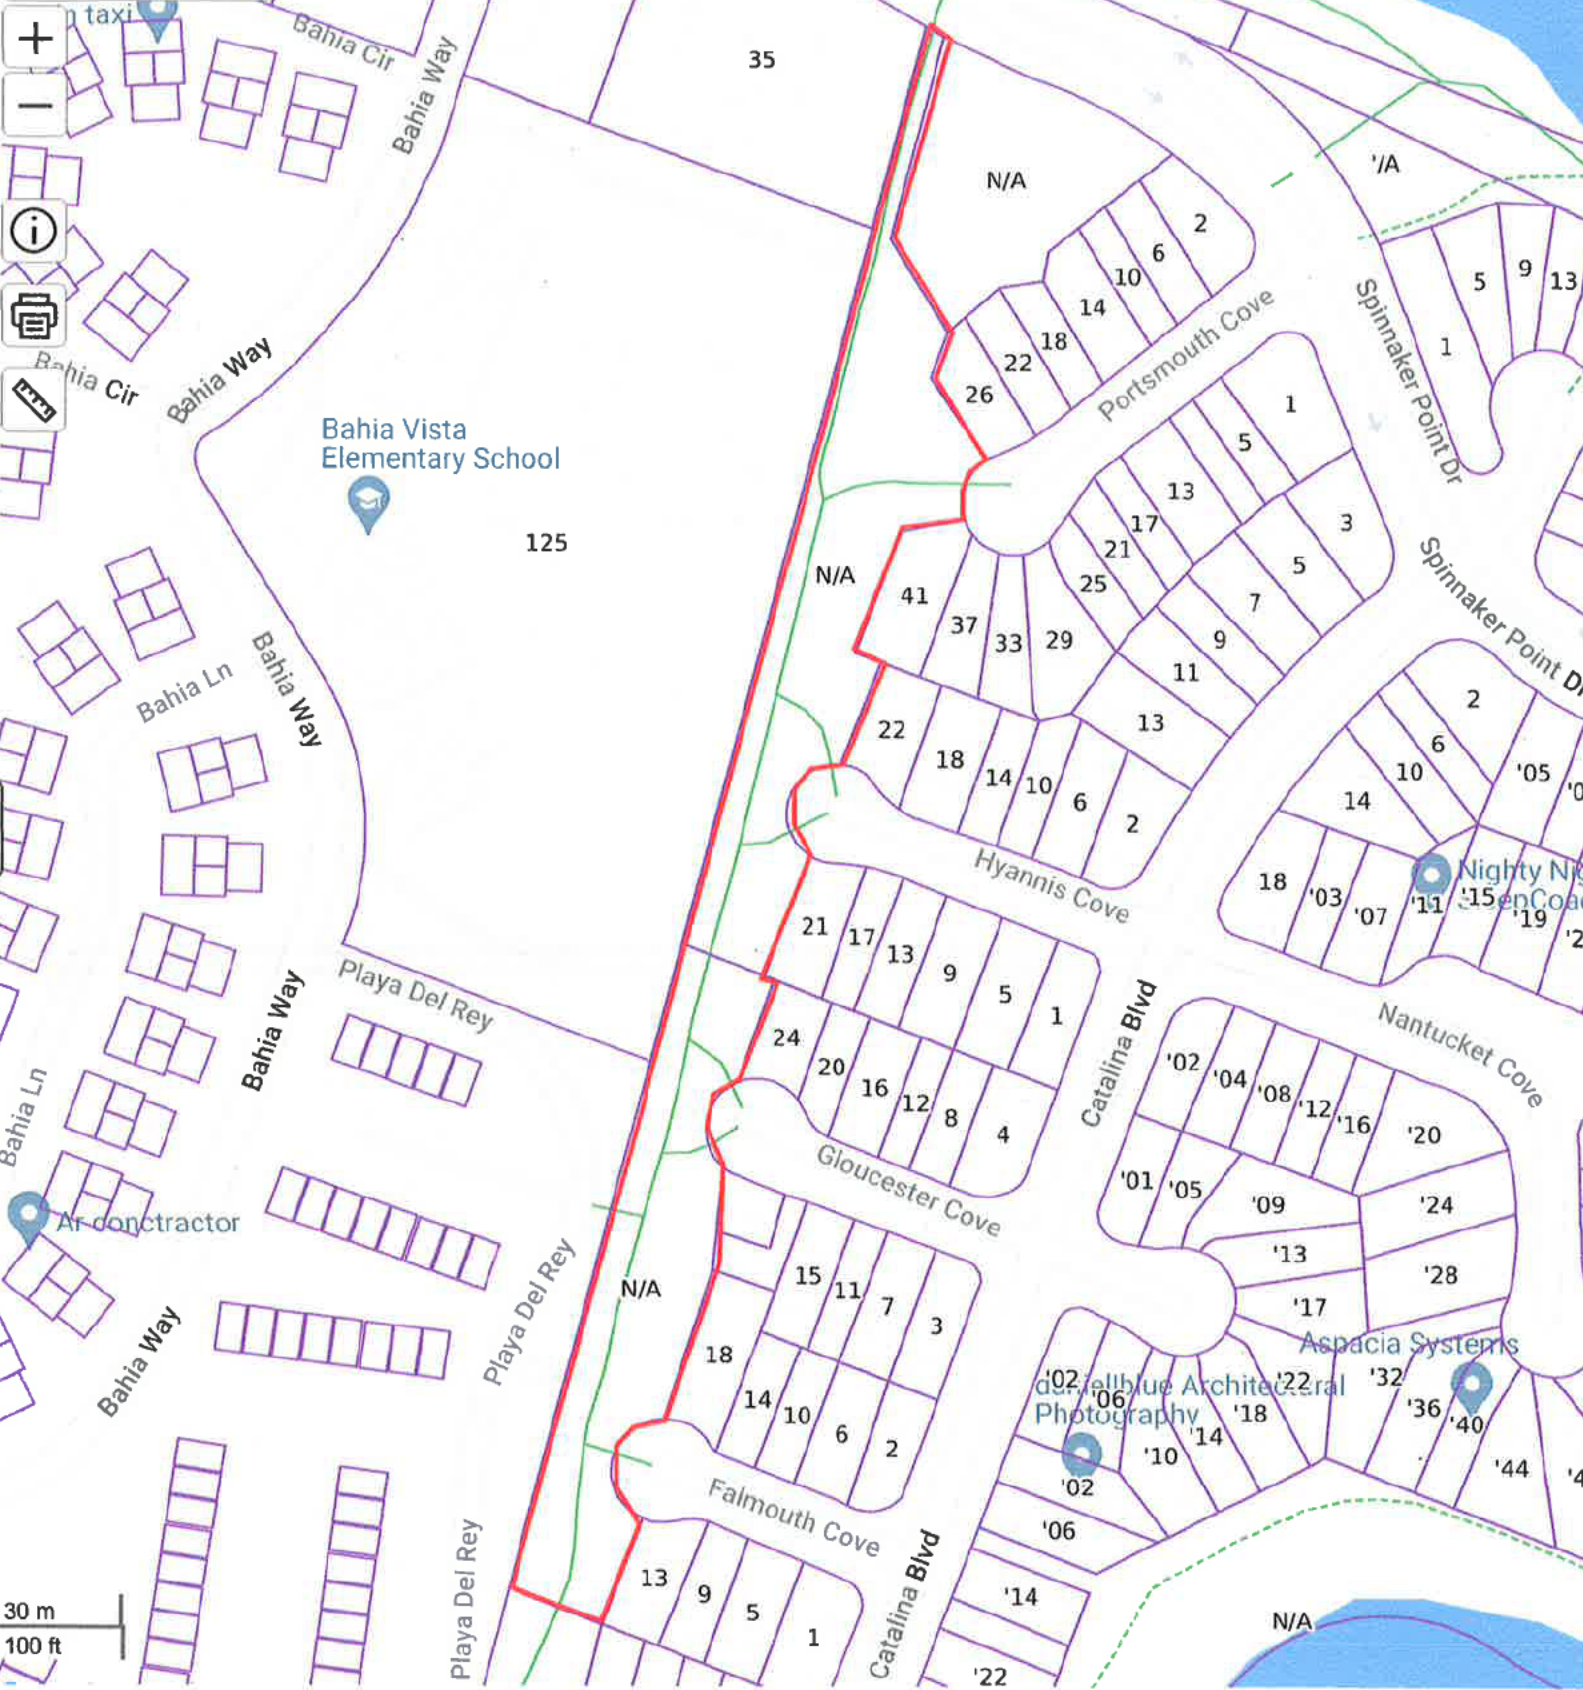 taxi
Bahia Cir
Bahia Way
35
N/A
'/A
2
6
10
14
18
22
26
5
9
13
1
Portsmouth Cove
Spinnaker Point Dr
Bahia Cir
Bahia Way
Bahia Vista
Elementary School
125
1
5
13
17
21
25
3
5
7
9
11
13
N/A
41
37
33
29
Spinnaker Point Dr
Bahia Ln
Bahia Way
22
18
14
10
6
2
2
6
10
14
'05
18
'03
'07
'11
'15
'19
Nighty
Hyannis Cove
21
17
13
9
5
1
Playa Del Rey
Bahia Way
Catalina Blvd
Nantucket Cove
24
20
16
12
8
4
'02
'04
'08
'12
'16
'20
Bahia Ln
Gloucester Cove
'01
'05
'09
'24
'13
'28
'17
Ar conctractor
Playa Del Rey
N/A
15
11
7
3
18
14
10
6
2
Bahia Way
Aspacia Systems
daniellblue Architectural
Photography
'02
'06
'10
'14
'18
'22
'32
'36
'40
'44
'02
'06
'14
'22
Falmouth Cove
Catalina Blvd
13
9
5
1
Playa Del Rey
N/A
30 m
100 ft